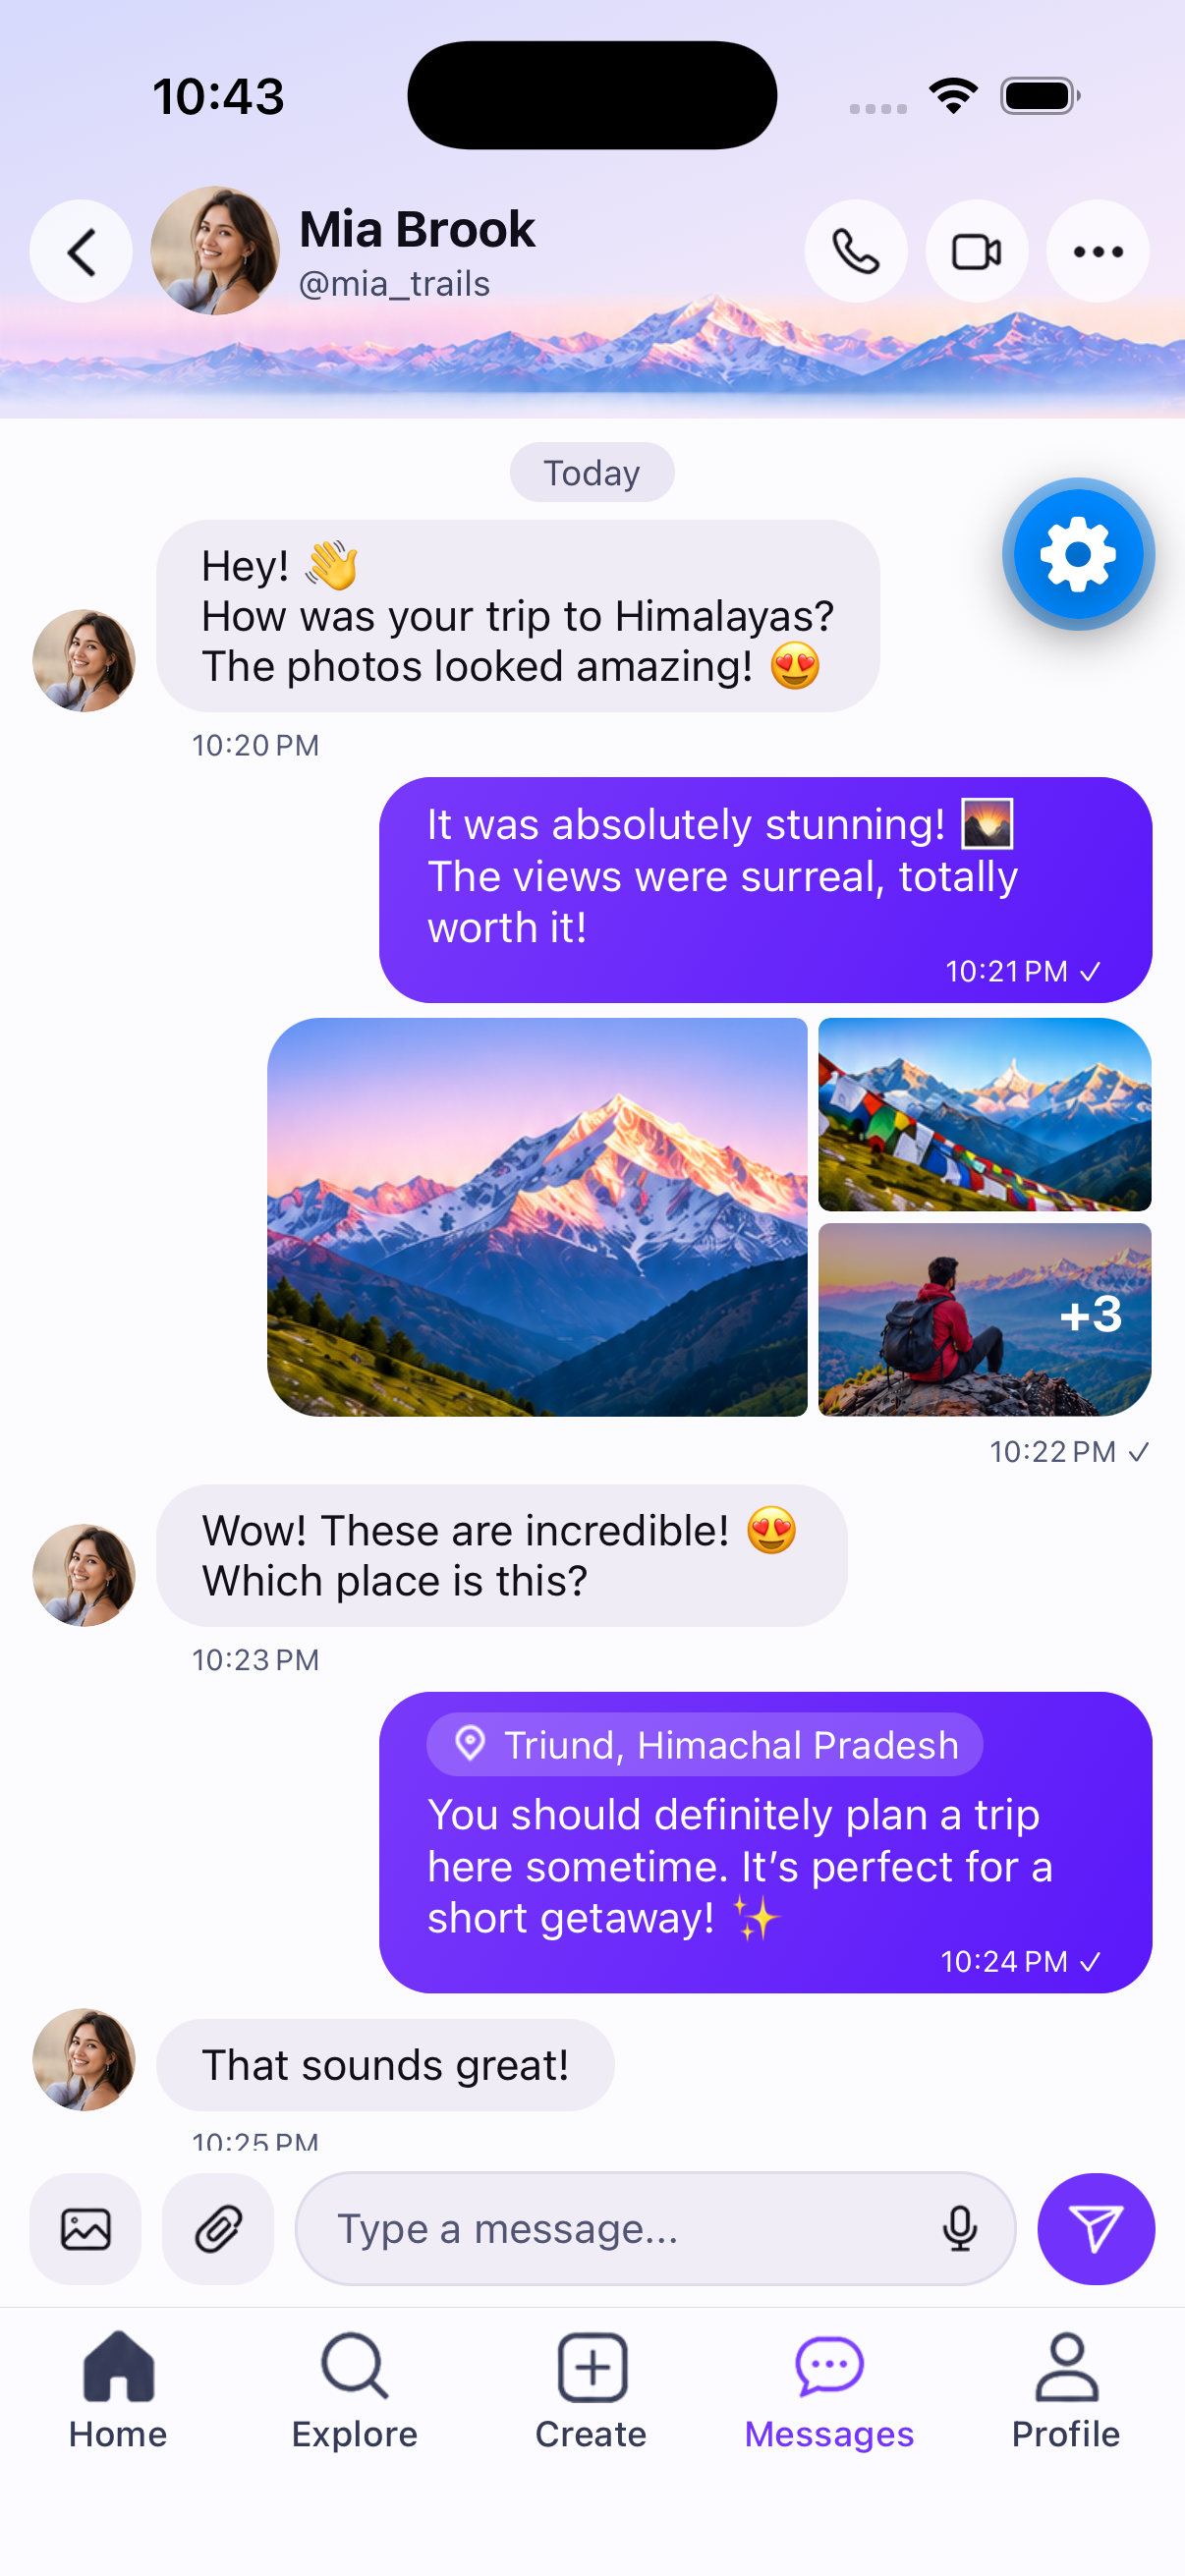 10:43
Mia Brook
@mia_trails
Today
Hey! 👋
How was your trip to Himalayas?
The photos looked amazing! 😍
10:20 PM
It was absolutely stunning! 🌄
The views were surreal, totally
worth it!
10:21 PM ✓
+3
10:22 PM ✓
Wow! These are incredible! 😍
Which place is this?
10:23 PM
Triund, Himachal Pradesh
You should definitely plan a trip
here sometime. It’s perfect for a
short getaway! ✨
10:24 PM ✓
That sounds great!
10:25 PM
Type a message...
Home
Explore
Create
Messages
Profile